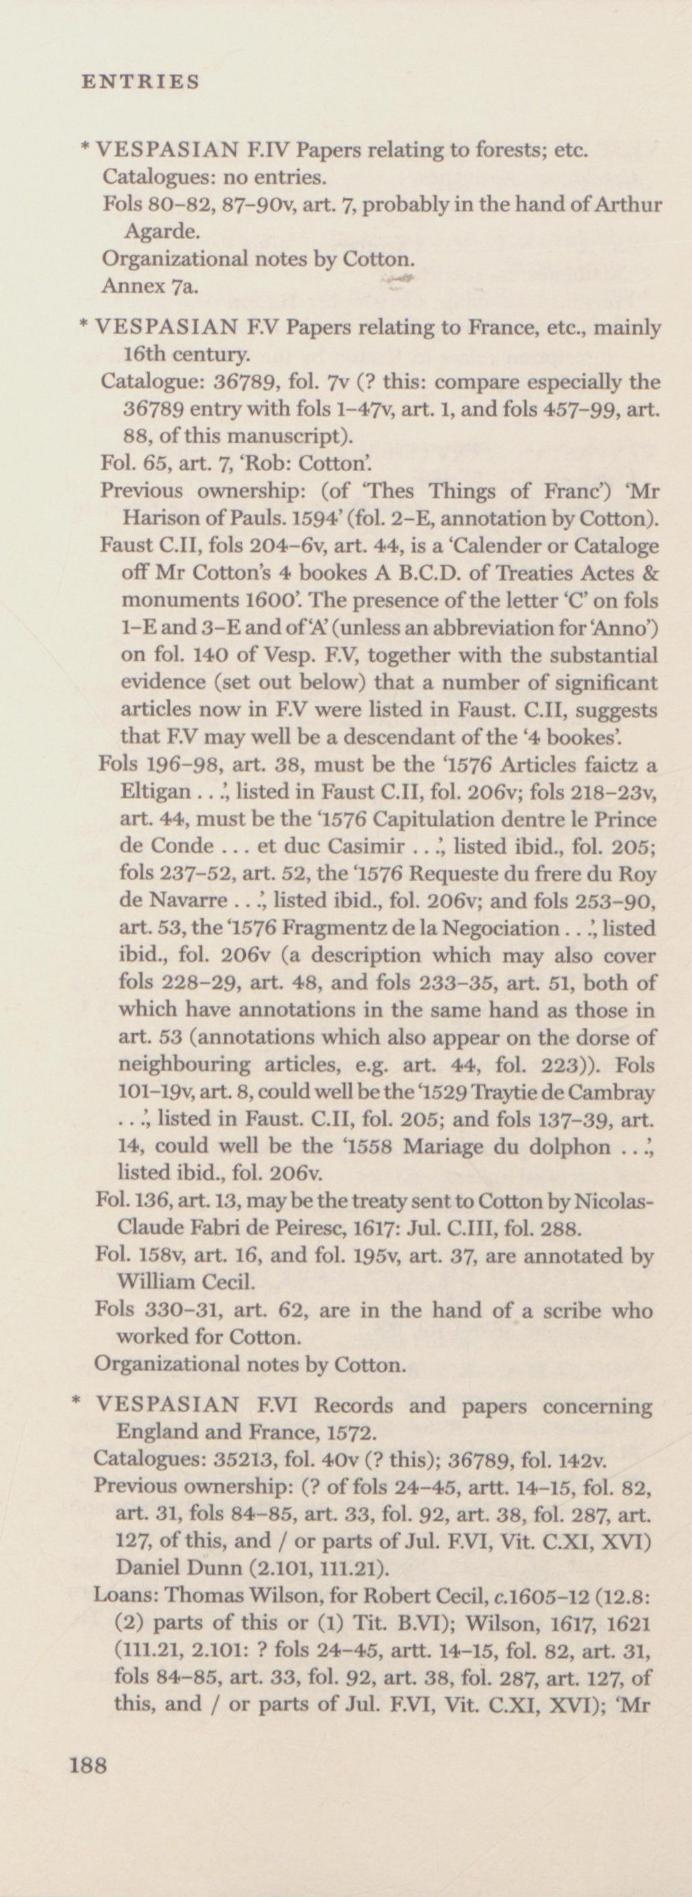 ENTRIES
* VESPASIAN F.IV Papers relating to forests; etc.
Catalogues: no entries.
Fols 80–82, 87–90v, art. 7, probably in the hand of Arthur
Agarde.
Organizational notes by Cotton.
Annex 7a.
* VESPASIAN F.V Papers relating to France, etc., mainly
16th century.
Catalogue: 36789, fol. 7v (? this: compare especially the
36789 entry with fols 1–47v, art. 1, and fols 457–99, art.
88, of this manuscript).
Fol. 65, art. 7, ‘Rob: Cotton’.
Previous ownership: (of ‘Thes Things of Franc’) ‘Mr
Harison of Pauls. 1594’ (fol. 2–E, annotation by Cotton).
Faust C.II, fols 204–6v, art. 44, is a ‘Calender or Cataloge
off Mr Cotton’s 4 bookes A B.C.D. of Treaties Actes &
monuments 1600’. The presence of the letter ‘C’ on fols
1–E and 3–E and of ‘A’ (unless an abbreviation for ‘Anno’)
on fol. 140 of Vesp. F.V, together with the substantial
evidence (set out below) that a number of significant
articles now in F.V were listed in Faust. C.II, suggests
that F.V may well be a descendant of the ‘4 bookes’.
Fols 196–98, art. 38, must be the ‘1576 Articles faictz a
Eltigan . . .’, listed in Faust C.II, fol. 206v; fols 218–23v,
art. 44, must be the ‘1576 Capitulation dentre le Prince
de Conde . . . et duc Casimir . . .’, listed ibid., fol. 205;
fols 237–52, art. 52, the ‘1576 Requeste du frere du Roy
de Navarre . . .’, listed ibid., fol. 206v; and fols 253–90,
art. 53, the ‘1576 Fragmentz de la Negociation . . .’, listed
ibid., fol. 206v (a description which may also cover
fols 228–29, art. 48, and fols 233–35, art. 51, both of
which have annotations in the same hand as those in
art. 53 (annotations which also appear on the dorse of
neighbouring articles, e.g. art. 44, fol. 223)). Fols
101–19v, art. 8, could well be the ‘1529 Traytie de Cambray
. . .’, listed in Faust. C.II, fol. 205; and fols 137–39, art.
14, could well be the ‘1558 Mariage du dolphon . . .’,
listed ibid., fol. 206v.
Fol. 136, art. 13, may be the treaty sent to Cotton by Nicolas-
Claude Fabri de Peiresc, 1617: Jul. C.III, fol. 288.
Fol. 158v, art. 16, and fol. 195v, art. 37, are annotated by
William Cecil.
Fols 330–31, art. 62, are in the hand of a scribe who
worked for Cotton.
Organizational notes by Cotton.
* VESPASIAN F.VI Records and papers concerning
England and France, 1572.
Catalogues: 35213, fol. 40v (? this); 36789, fol. 142v.
Previous ownership: (? of fols 24–45, artt. 14–15, fol. 82,
art. 31, fols 84–85, art. 33, fol. 92, art. 38, fol. 287, art.
127, of this, and / or parts of Jul. F.VI, Vit. C.XI, XVI)
Daniel Dunn (2.101, 111.21).
Loans: Thomas Wilson, for Robert Cecil, c.1605–12 (12.8:
(2) parts of this or (1) Tit. B.VI); Wilson, 1617, 1621
(111.21, 2.101: ? fols 24–45, artt. 14–15, fol. 82, art. 31,
fols 84–85, art. 33, fol. 92, art. 38, fol. 287, art. 127, of
this, and / or parts of Jul. F.VI, Vit. C.XI, XVI); ‘Mr
188